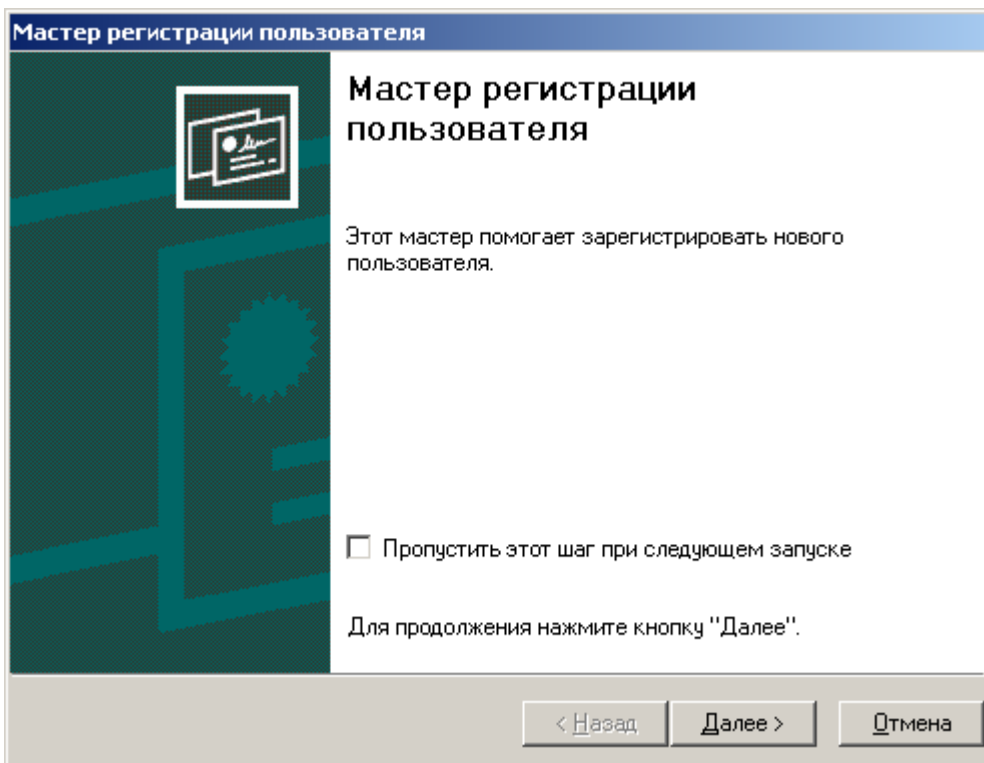 Мастер регистрации пользователя
Мастер регистрации
пользователя
Этот мастер помогает зарегистрировать нового
пользователя.
Пропустить этот шаг при следующем запуске
Для продолжения нажмите кнопку "Далее".
< Назад
Далее >
Отмена